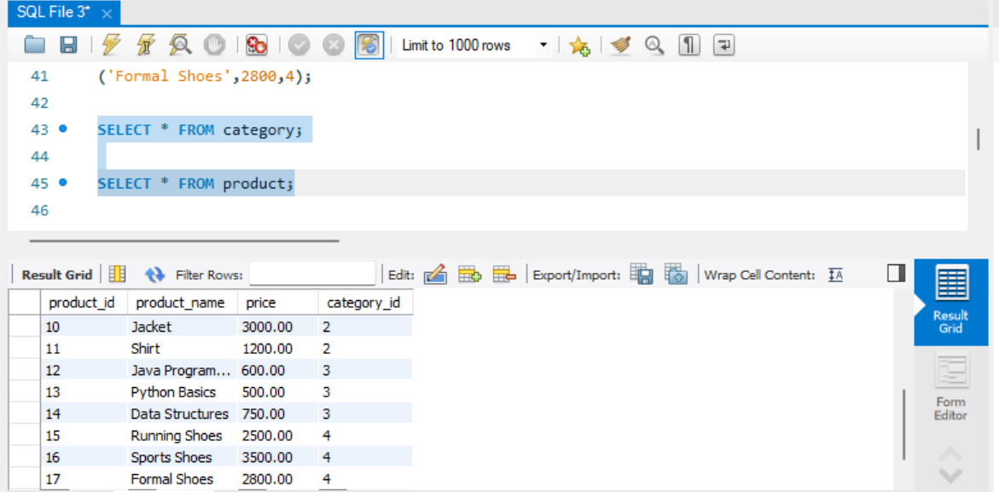 SQL File 3*
Limit to 1000 rows
41 ('Formal Shoes',2800,4);
42
43 SELECT * FROM category;
44
45 SELECT * FROM product;
46
Result Grid Filter Rows: Edit: Export/Import: Wrap Cell Content:
product_id product_name price category_id
10 Jacket 3000.00 2
11 Shirt 1200.00 2
12 Java Program... 600.00 3
13 Python Basics 500.00 3
14 Data Structures 750.00 3
15 Running Shoes 2500.00 4
16 Sports Shoes 3500.00 4
17 Formal Shoes 2800.00 4
Result
Grid
Form
Editor